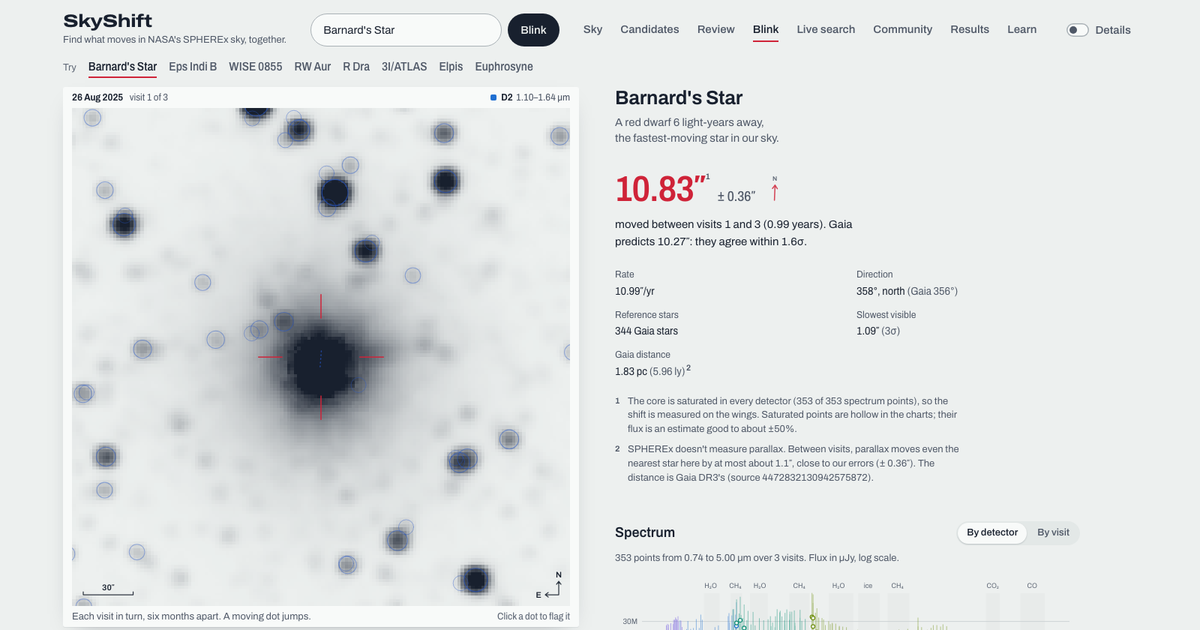 SkyShift
Find what moves in NASA's SPHEREx sky, together.
Barnard's Star
Blink
Sky Candidates Review Blink Live search Community Results Learn
Details
Try Barnard's Star Eps Indi B WISE 0855 RW Aur R Dra 3I/ATLAS Elpis Euphrosyne
26 Aug 2025 visit 1 of 3
D2 1.10–1.64 µm
30″
N
E
Each visit in turn, six months apart. A moving dot jumps.
Click a dot to flag it
Barnard's Star
A red dwarf 6 light-years away,
the fastest-moving star in our sky.
10.83″¹ ± 0.36″ N
moved between visits 1 and 3 (0.99 years). Gaia
predicts 10.27″: they agree within 1.6σ.
Rate
10.99″/yr
Direction
358°, north (Gaia 356°)
Reference stars
344 Gaia stars
Slowest visible
1.09″ (3σ)
Gaia distance
1.83 pc (5.96 ly) ²
1 The core is saturated in every detector (353 of 353 spectrum points), so the
shift is measured on the wings. Saturated points are hollow in the charts; their
flux is an estimate good to about ±50%.
2 SPHEREx doesn't measure parallax. Between visits, parallax moves even the
nearest star here by at most about 1.1″, close to our errors (± 0.36″). The
distance is Gaia DR3's (source 4472832130942575872).
Spectrum
By detector By visit
353 points from 0.74 to 5.00 µm over 3 visits. Flux in µJy, log scale.
H₂O CH₄ H₂O CH₄ H₂O ice CH₄ CO₂ CO
30M